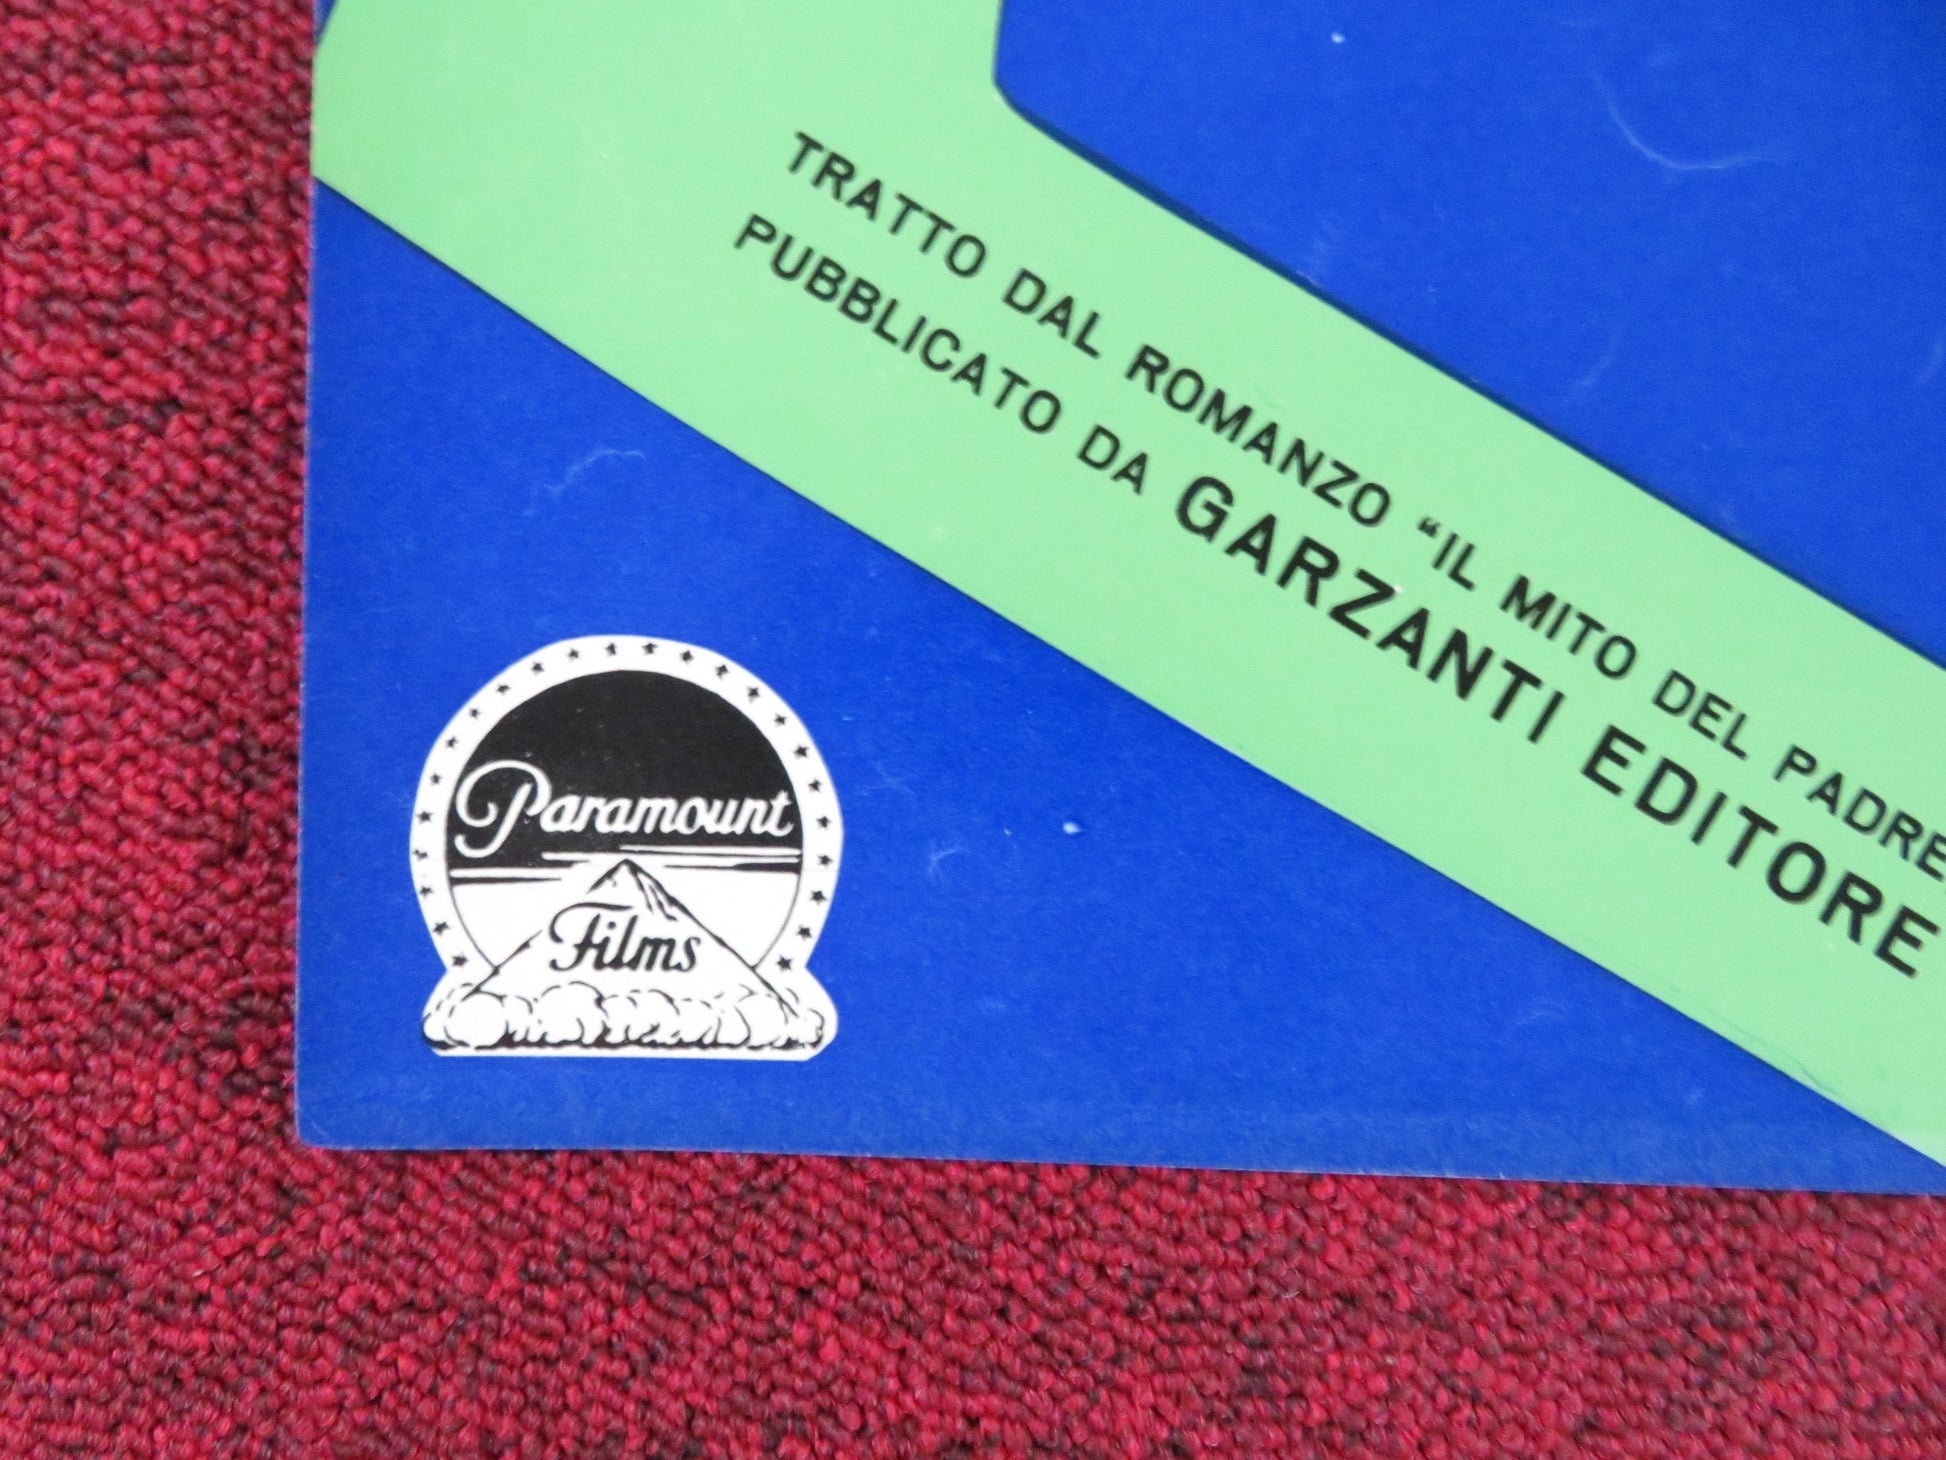 TRATTO DAL ROMANZO “IL MITO DEL PADRE
PUBBLICATO DA GARZANTI EDITORE
Paramount
Films